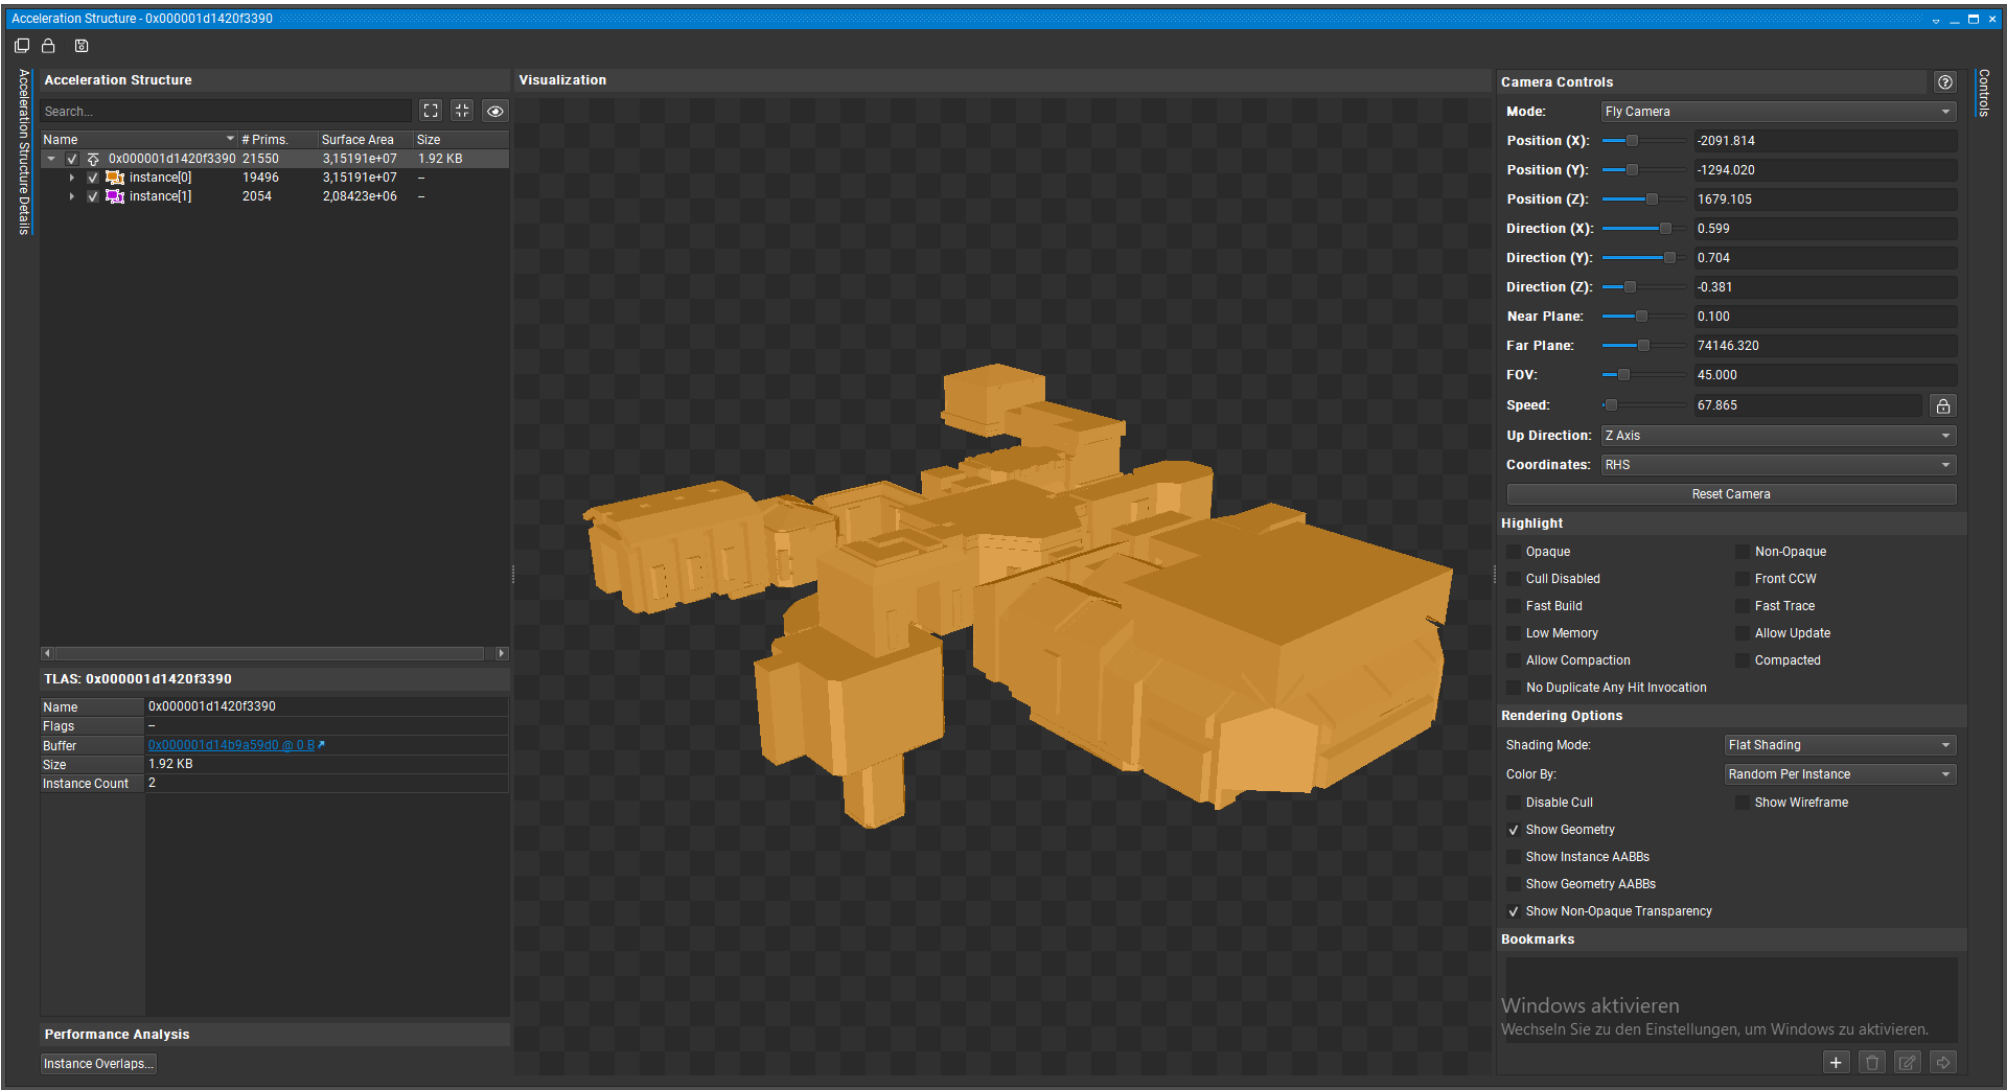 Acceleration Structure - 0x000001d1420f3390
Acceleration Structure Details
Acceleration Structure
Search...
Name # Prims. Surface Area Size
0x000001d1420f3390 21550 3,15191e+07 1.92 KB
instance[0] 19496 3,15191e+07 –
instance[1] 2054 2,08423e+06 –
TLAS: 0x000001d1420f3390
Name 0x000001d1420f3390
Flags –
Buffer 0x000001d14b9a59d0 @ 0 B
Size 1.92 KB
Instance Count 2
Performance Analysis
Instance Overlaps...
Visualization
Camera Controls
Mode: Fly Camera
Position (X): -2091.814
Position (Y): -1294.020
Position (Z): 1679.105
Direction (X): 0.599
Direction (Y): 0.704
Direction (Z): -0.381
Near Plane: 0.100
Far Plane: 74146.320
FOV: 45.000
Speed: 67.865
Up Direction: Z Axis
Coordinates: RHS
Reset Camera
Highlight
Opaque Non-Opaque
Cull Disabled Front CCW
Fast Build Fast Trace
Low Memory Allow Update
Allow Compaction Compacted
No Duplicate Any Hit Invocation
Rendering Options
Shading Mode: Flat Shading
Color By: Random Per Instance
Disable Cull Show Wireframe
Show Geometry
Show Instance AABBs
Show Geometry AABBs
Show Non-Opaque Transparency
Bookmarks
Windows aktivieren
Wechseln Sie zu den Einstellungen, um Windows zu aktivieren.
Controls